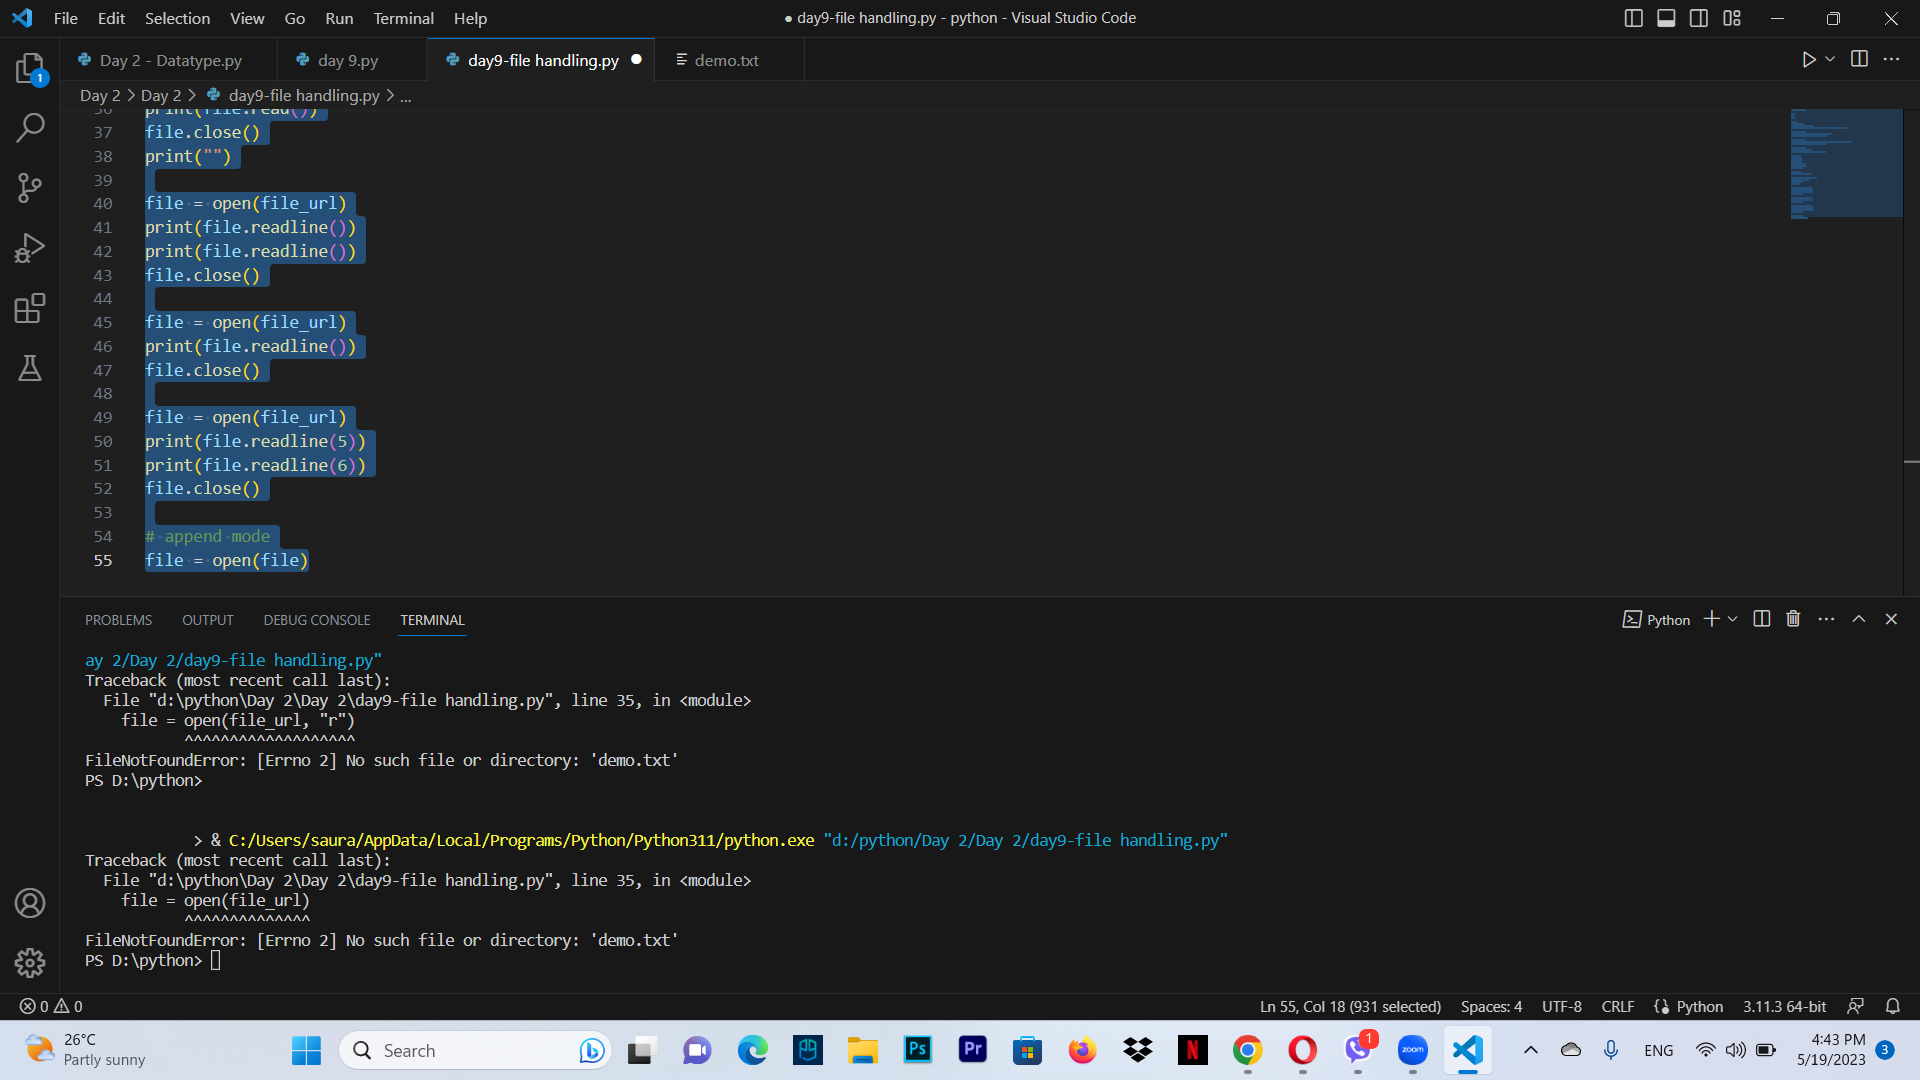 File Edit Selection View Go Run Terminal Help
● day9-file handling.py - python - Visual Studio Code
Day 2 - Datatype.py
day 9.py
day9-file handling.py
demo.txt
Day 2 > Day 2 > day9-file handling.py > ...
36 print(file.read())
37 file.close()
38 print("")
39
40 file = open(file_url)
41 print(file.readline())
42 print(file.readline())
43 file.close()
44
45 file = open(file_url)
46 print(file.readline())
47 file.close()
48
49 file = open(file_url)
50 print(file.readline(5))
51 print(file.readline(6))
52 file.close()
53
54 # append mode
55 file = open(file)
PROBLEMS OUTPUT DEBUG CONSOLE TERMINAL
Python
ay 2/Day 2/day9-file handling.py"
Traceback (most recent call last):
File "d:\python\Day 2\Day 2\day9-file handling.py", line 35, in <module>
file = open(file_url, "r")
^^^^^^^^^^^^^^^^^^^
FileNotFoundError: [Errno 2] No such file or directory: 'demo.txt'
PS D:\python>
> & C:/Users/saura/AppData/Local/Programs/Python/Python311/python.exe "d:/python/Day 2/Day 2/day9-file handling.py"
Traceback (most recent call last):
File "d:\python\Day 2\Day 2\day9-file handling.py", line 35, in <module>
file = open(file_url)
^^^^^^^^^^^^^^
FileNotFoundError: [Errno 2] No such file or directory: 'demo.txt'
PS D:\python>
1
0 0
Ln 55, Col 18 (931 selected) Spaces: 4 UTF-8 CRLF Python 3.11.3 64-bit
26°C
Partly sunny
Search
Ps
Pr
N
1
zoom
ENG
4:43 PM
5/19/2023
3